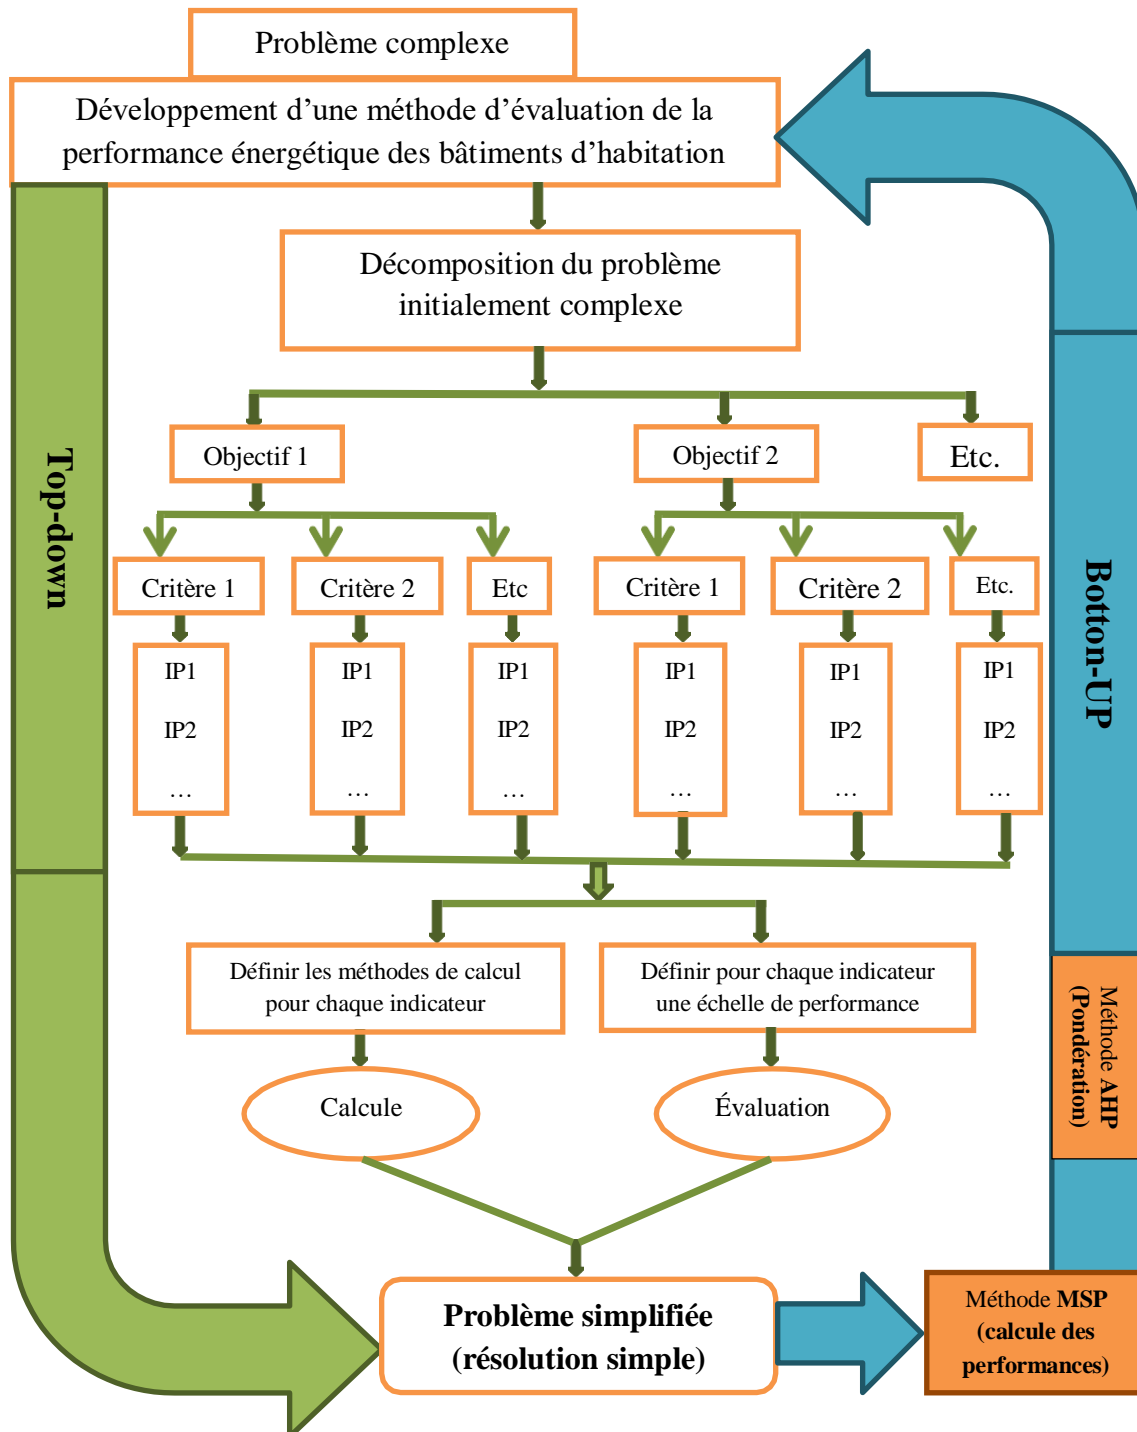 Problème complexe
Développement d’une méthode d’évaluation de la
performance énergétique des bâtiments d’habitation
Décomposition du problème
initialement complexe
Objectif 1
Objectif 2
Etc.
Critère 1
Critère 2
Etc
Critère 1
Critère 2
Etc.
IP1
IP2
…
IP1
IP2
…
IP1
IP2
…
IP1
IP2
…
IP1
IP2
…
IP1
IP2
…
Définir les méthodes de calcul
pour chaque indicateur
Définir pour chaque indicateur
une échelle de performance
Calcule
Évaluation
Problème simplifiée
(résolution simple)
Top-down
Botton-UP
Méthode AHP
(Pondération)
Méthode MSP
(calcule des
performances)